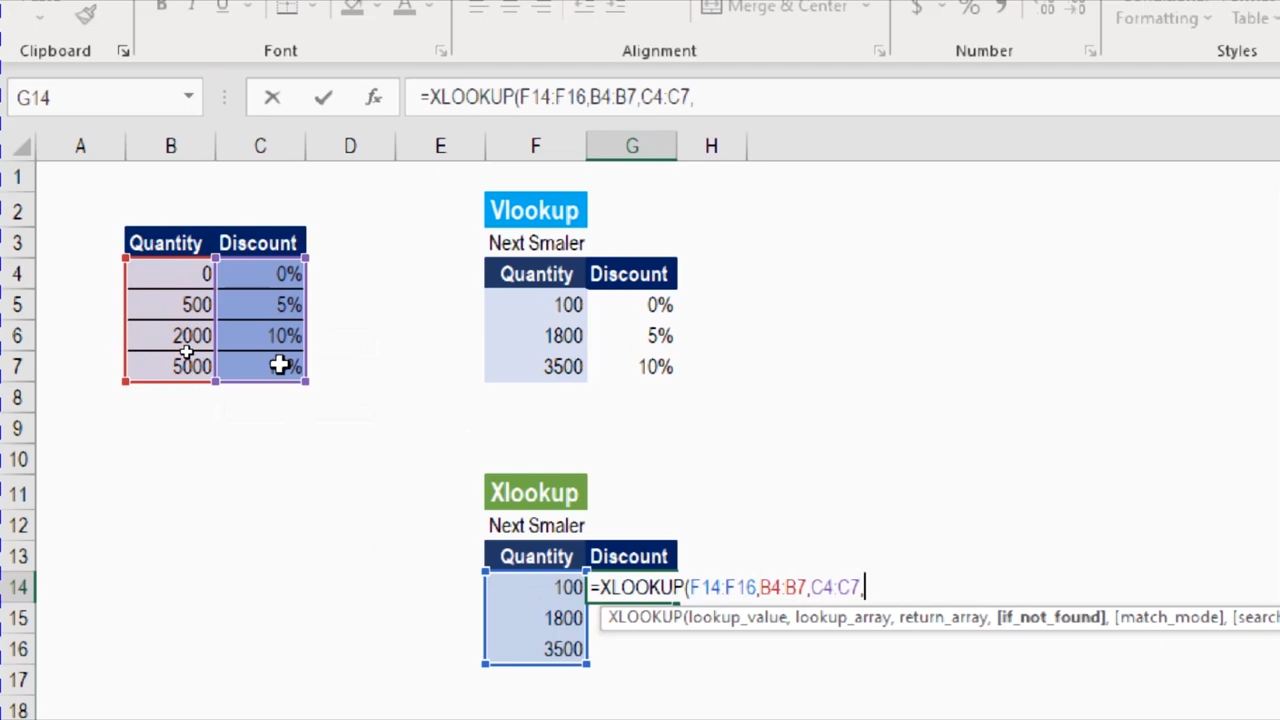 B I U A Merge & Center $ % 9 Formatting Table
Clipboard Font Alignment Number Styles
G14 fx =XLOOKUP(F14:F16,B4:B7,C4:C7,
A B C D E F G H
1
2 Vlookup
3 Quantity Discount Next Smaler
4 0 0% Quantity Discount
5 500 5% 100 0%
6 2000 10% 1800 5%
7 5000 % 3500 10%
8
9
10
11 Xlookup
12 Next Smaler
13 Quantity Discount
14 100 =XLOOKUP(F14:F16,B4:B7,C4:C7,
15 1800 XLOOKUP(lookup_value, lookup_array, return_array, [if_not_found], [match_mode], [search
16 3500
17
18